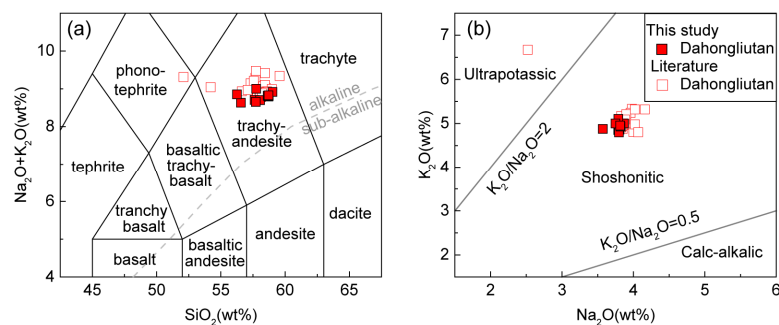 (a)
Na₂O+K₂O(wt%)
10
8
6
4
45
50
55
60
65
SiO₂(wt%)
phono-
tephrite
trachyte
alkaline
sub-alkaline
trachy-
andesite
basaltic
trachy-
basalt
tephrite
tranchy
basalt
basalt
basaltic
andesite
andesite
dacite
(b)
K₂O(wt%)
7
6
5
4
3
2
2
3
4
5
6
Na₂O(wt%)
This study
Dahongliutan
Literature
Dahongliutan
Ultrapotassic
K₂O/Na₂O=2
Shoshonitic
K₂O/Na₂O=0.5
Calc-alkalic